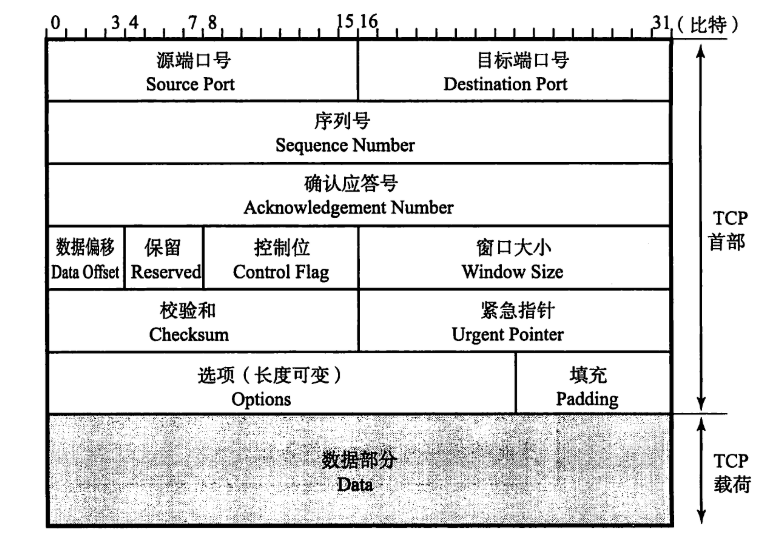 0 3 4 7 8 15 16 31 (比特)
源端口号 目标端口号
Source Port Destination Port
序列号
Sequence Number
确认应答号
Acknowledgement Number
数据偏移 保留 控制位 窗口大小
Data Offset Reserved Control Flag Window Size
TCP
首部
校验和 紧急指针
Checksum Urgent Pointer
选项(长度可变) 填充
Options Padding
数据部分
Data
TCP
载荷